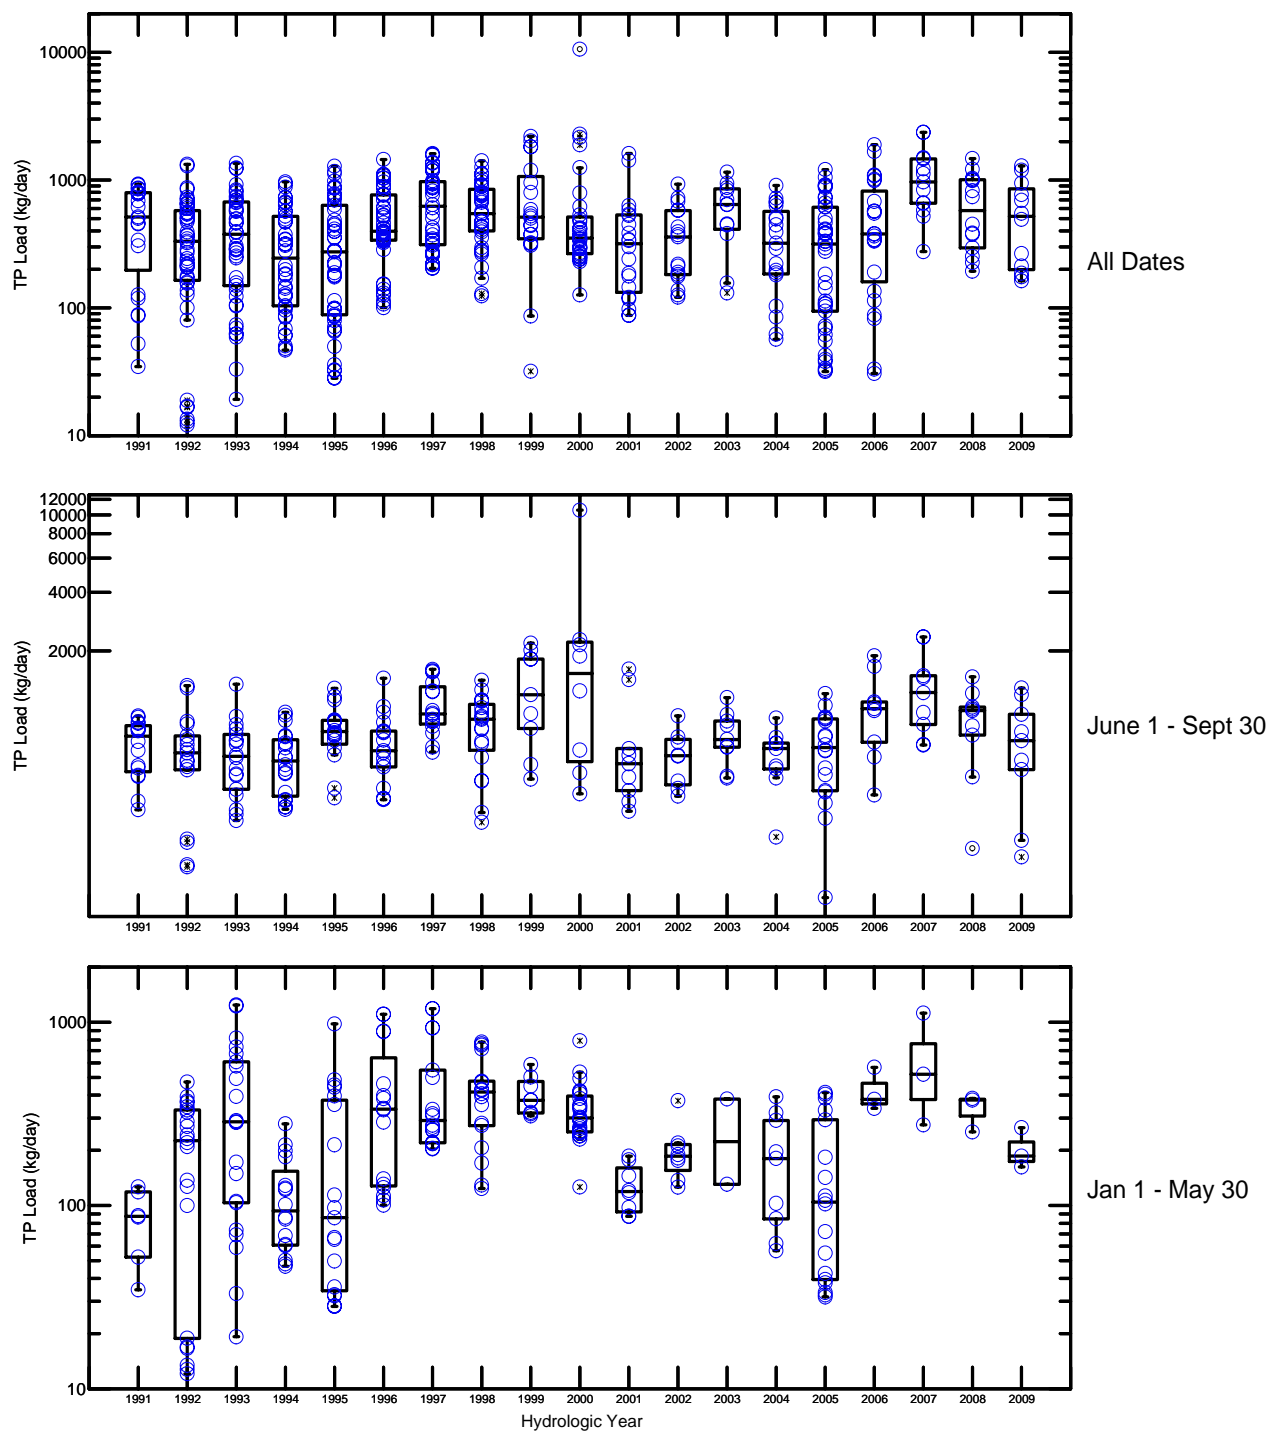 10000
1000
100
10
TP Load (kg/day)
1991 1992 1993 1994 1995 1996 1997 1998 1999 2000 2001 2002 2003 2004 2005 2006 2007 2008 2009
All Dates
12000
10000
8000
6000
4000
2000
TP Load (kg/day)
1991 1992 1993 1994 1995 1996 1997 1998 1999 2000 2001 2002 2003 2004 2005 2006 2007 2008 2009
June 1 - Sept 30
1000
100
10
TP Load (kg/day)
1991 1992 1993 1994 1995 1996 1997 1998 1999 2000 2001 2002 2003 2004 2005 2006 2007 2008 2009
Jan 1 - May 30
Hydrologic Year